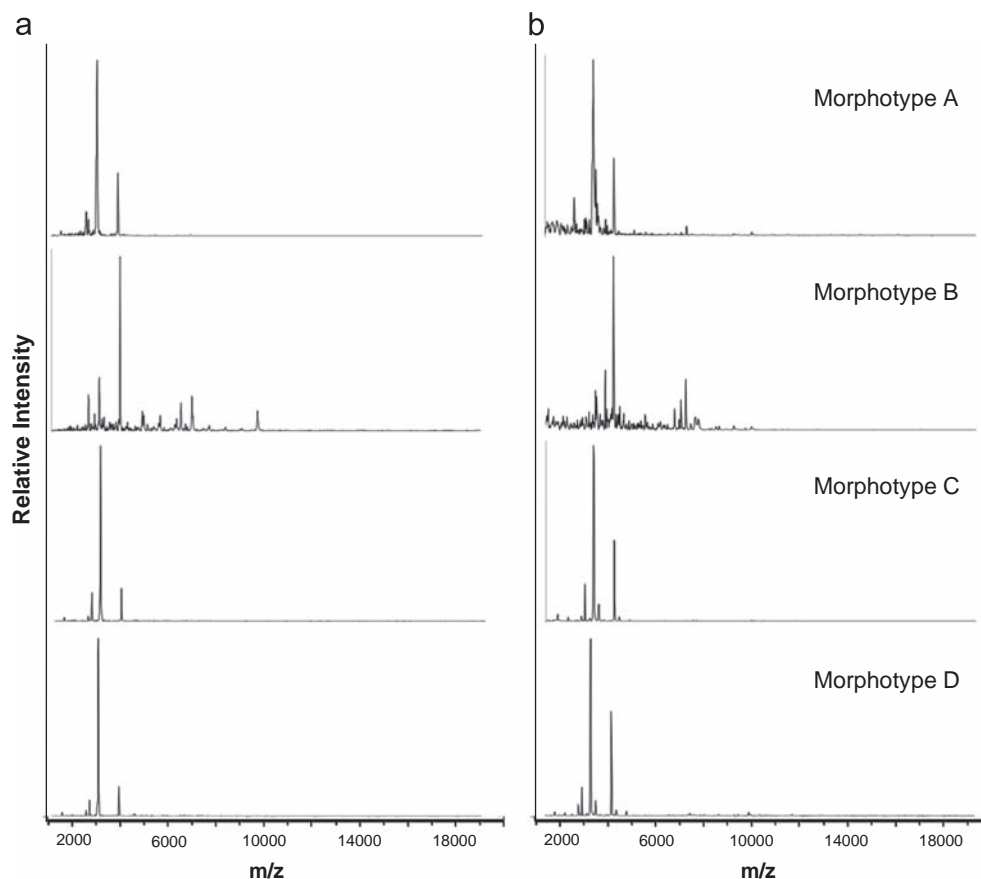 a
b
Relative Intensity
Morphotype A
Morphotype B
Morphotype C
Morphotype D
2000 6000 10000 14000 18000
m/z
2000 6000 10000 14000 18000
m/z